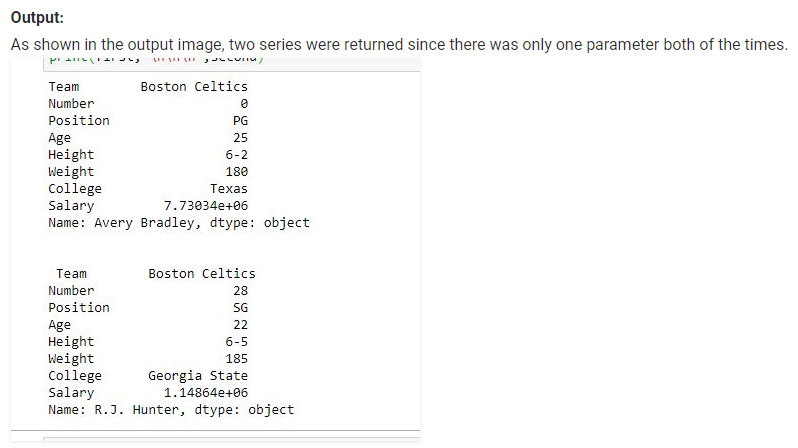 Output:
As shown in the output image, two series were returned since there was only one parameter both of the times.
Team        Boston Celtics
Number                   0
Position                PG
Age                     25
Height                 6-2
Weight                 180
College              Texas
Salary         7.73034e+06
Name: Avery Bradley, dtype: object
Team        Boston Celtics
Number                  28
Position                SG
Age                     22
Height                 6-5
Weight                 185
College      Georgia State
Salary         1.14864e+06
Name: R.J. Hunter, dtype: object